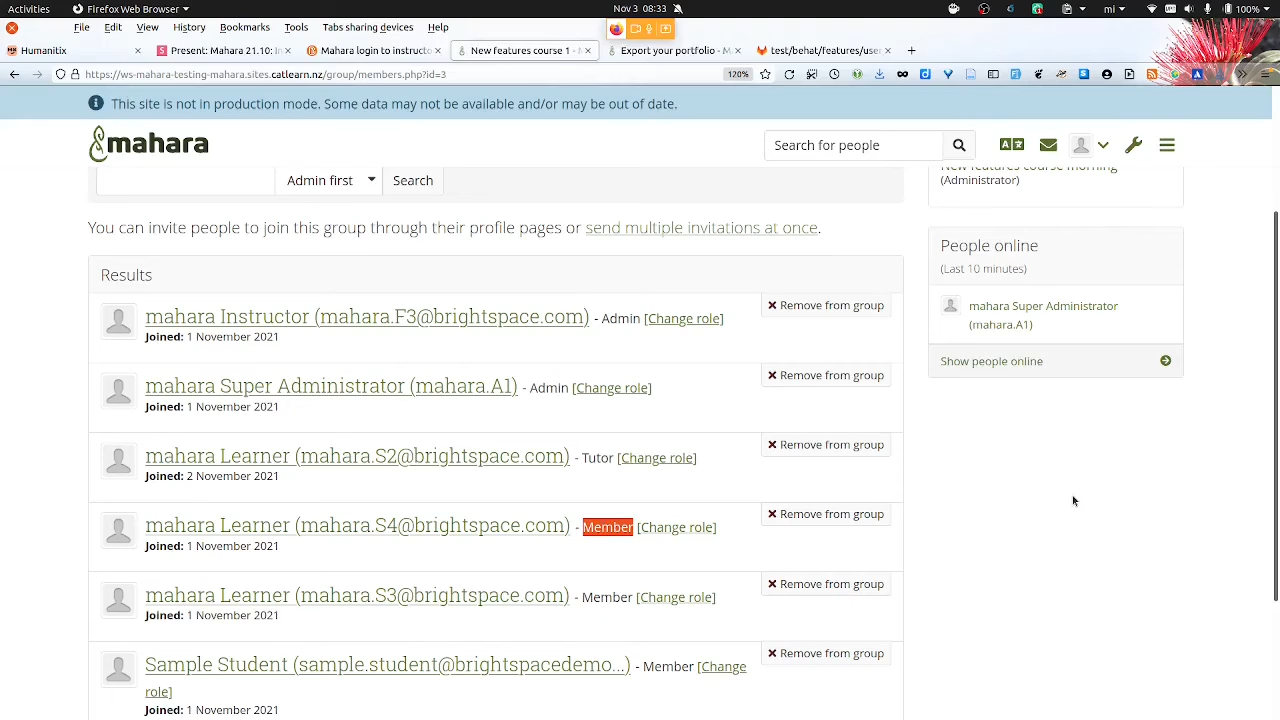 Activities
Firefox Web Browser
Nov 3 08:33
mi
100%
File Edit View History Bookmarks Tools Tabs sharing devices Help
Humanitix
Present: Mahara 21.10: In
Mahara login to instructo
New features course 1 - M
Export your portfolio - Ma
test/behat/features/user
https://ws-mahara-testing-mahara.sites.catlearn.nz/group/members.php?id=3
120%
This site is not in production mode. Some data may not be available and/or may be out of date.
mahara
Search for people
Admin first
Search
New features course morning
(Administrator)
You can invite people to join this group through their profile pages or send multiple invitations at once.
People online
(Last 10 minutes)
mahara Super Administrator
(mahara.A1)
Show people online
Results
mahara Instructor (mahara.F3@brightspace.com) - Admin [Change role]
Remove from group
Joined: 1 November 2021
mahara Super Administrator (mahara.A1) - Admin [Change role]
Remove from group
Joined: 1 November 2021
mahara Learner (mahara.S2@brightspace.com) - Tutor [Change role]
Remove from group
Joined: 2 November 2021
mahara Learner (mahara.S4@brightspace.com) - Member [Change role]
Remove from group
Joined: 1 November 2021
mahara Learner (mahara.S3@brightspace.com) - Member [Change role]
Remove from group
Joined: 1 November 2021
Sample Student (sample.student@brightspacedemo...) - Member [Change
role]
Remove from group
Joined: 1 November 2021